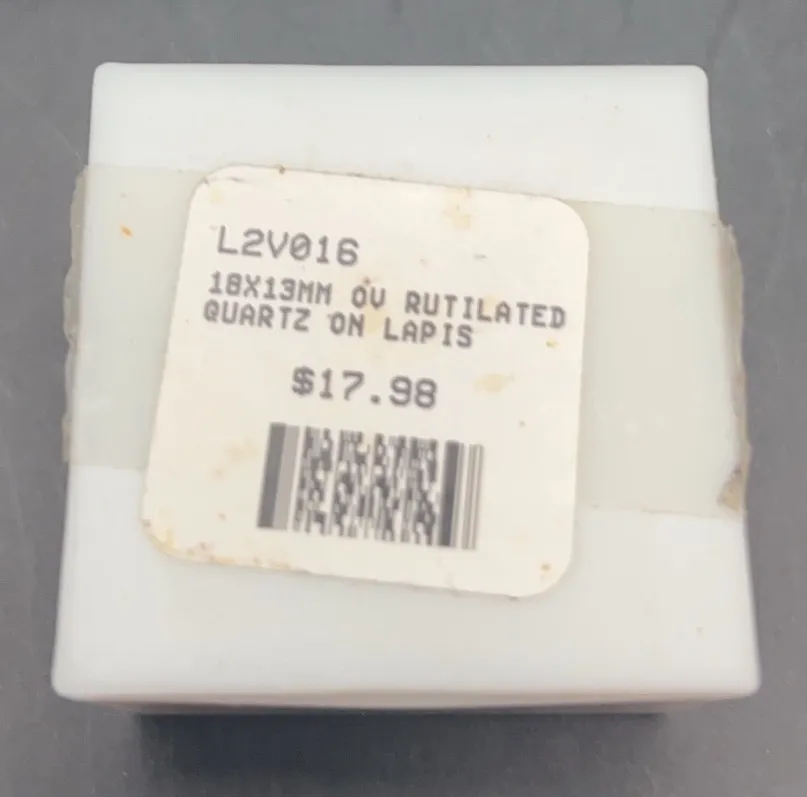 L2V016
18X13MM OV RUTILATED
QUARTZ ON LAPIS
$17.98